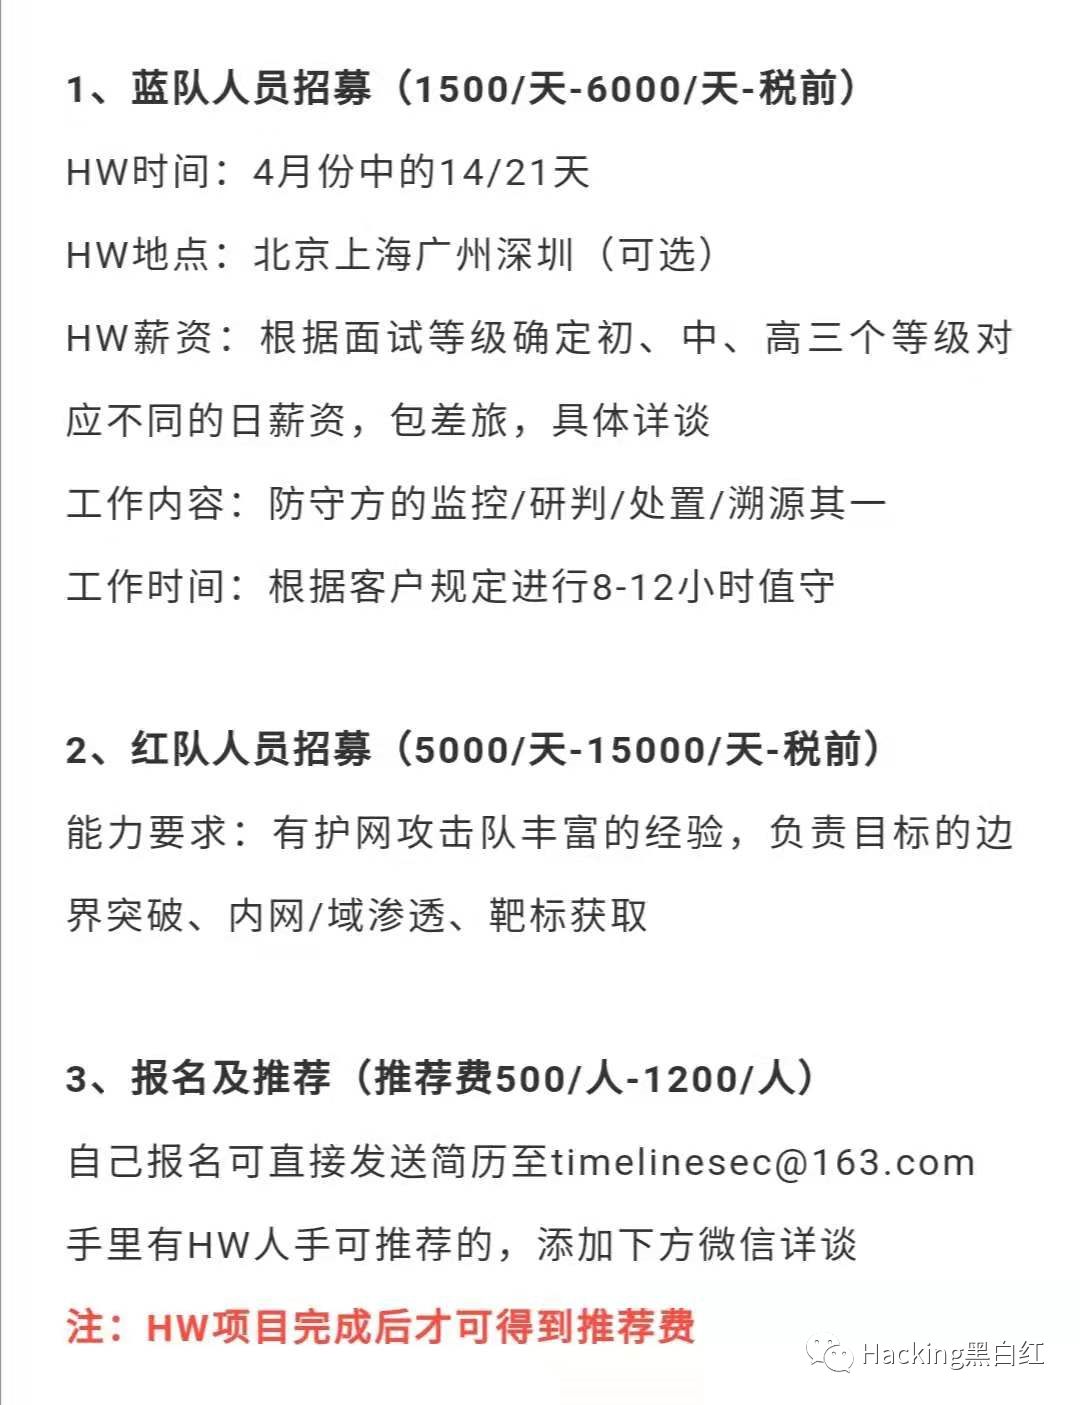 1、蓝队人员招募（1500/天-6000/天-税前）
HW时间：4月份中的14/21天
HW地点：北京上海广州深圳（可选）
HW薪资：根据面试等级确定初、中、高三个等级对
应不同的日薪资，包差旅，具体详谈
工作内容：防守方的监控/研判/处置/溯源其一
工作时间：根据客户规定进行8-12小时值守
2、红队人员招募（5000/天-15000/天-税前）
能力要求：有护网攻击队丰富的经验，负责目标的边
界突破、内网/域渗透、靶标获取
3、报名及推荐（推荐费500/人-1200/人）
自己报名可直接发送简历至timelinesec@163.com
手里有HW人手可推荐的，添加下方微信详谈
注：HW项目完成后才可得到推荐费
Hacking黑白红